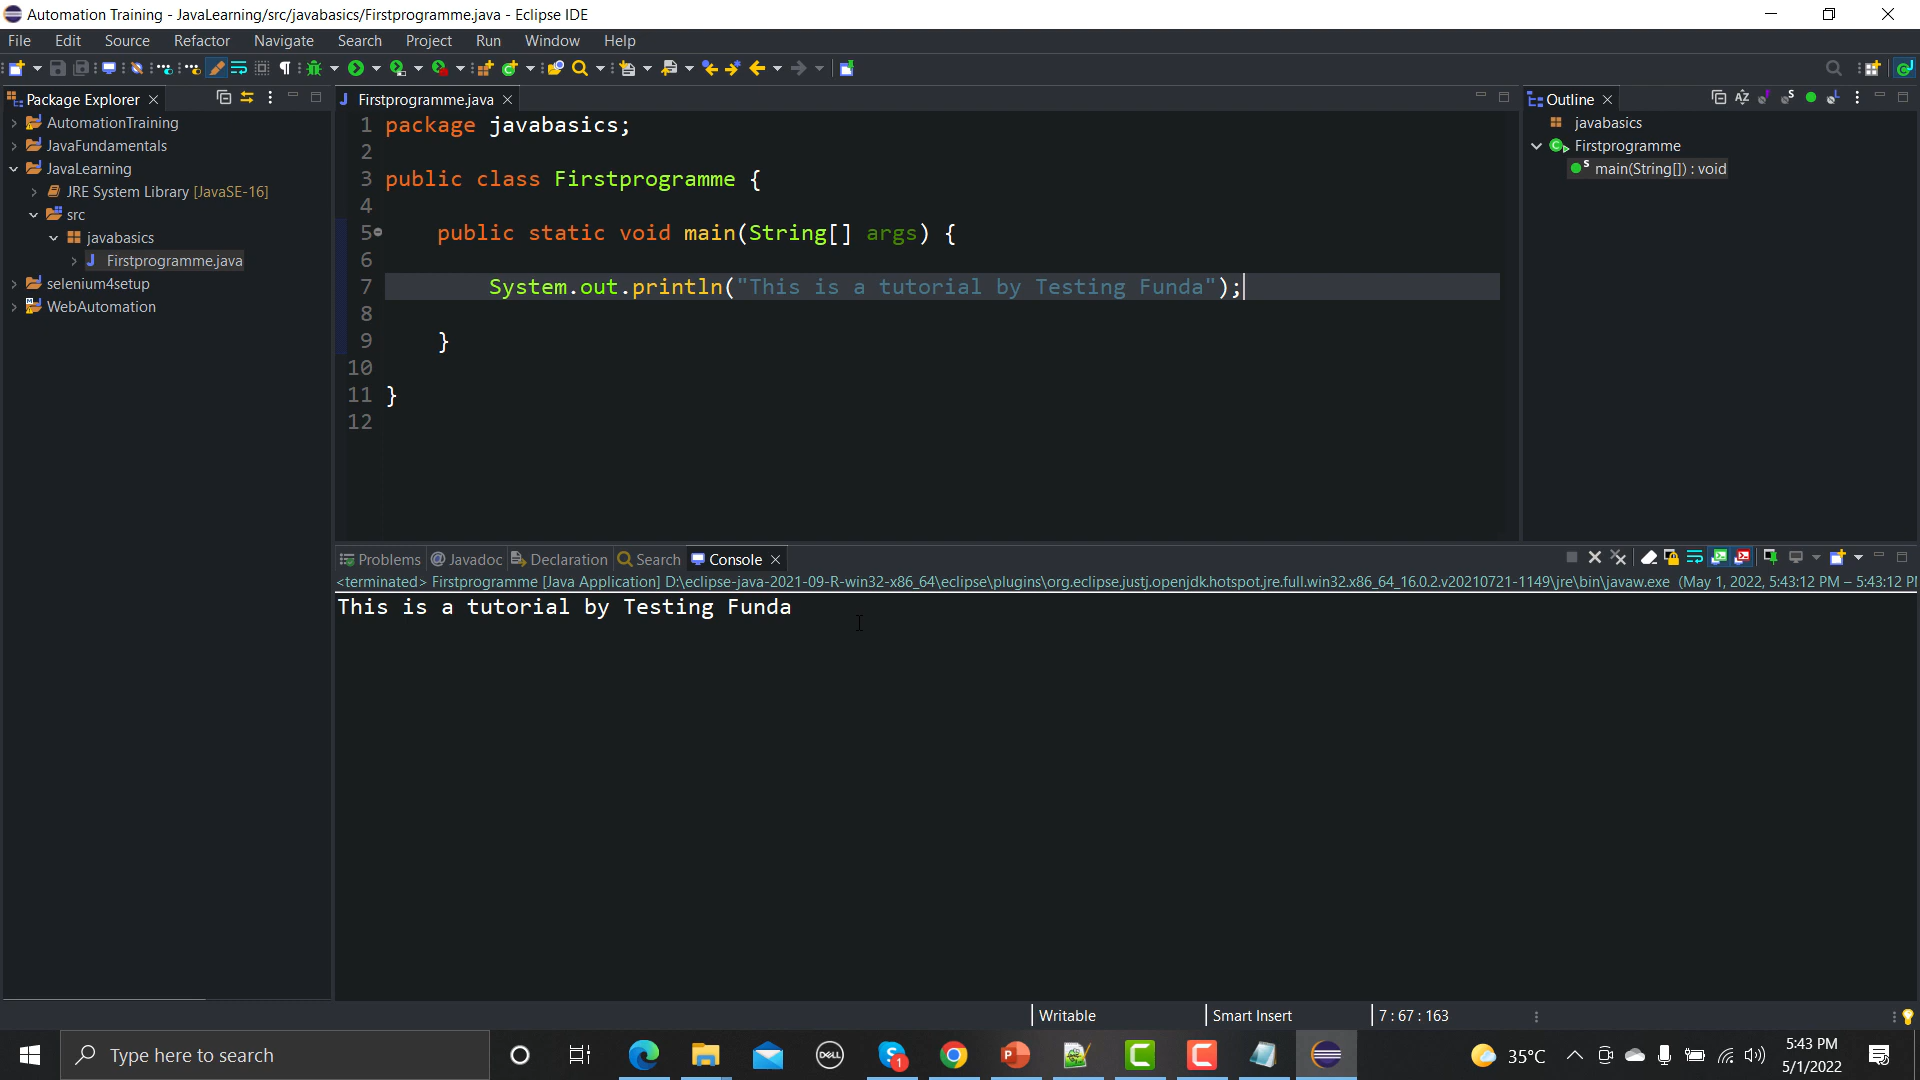 Automation Training - JavaLearning/src/javabasics/Firstprogramme.java - Eclipse IDE
File Edit Source Refactor Navigate Search Project Run Window Help
Package Explorer
AutomationTraining
JavaFundamentals
JavaLearning
JRE System Library [JavaSE-16]
src
javabasics
Firstprogramme.java
selenium4setup
WebAutomation
Firstprogramme.java
1 package javabasics;
2
3 public class Firstprogramme {
4
5 public static void main(String[] args) {
6
7 System.out.println("This is a tutorial by Testing Funda");
8
9 }
10
11 }
12
Outline
javabasics
Firstprogramme
main(String[]) : void
Problems Javadoc Declaration Search Console
<terminated> Firstprogramme [Java Application] D:\eclipse-java-2021-09-R-win32-x86_64\eclipse\plugins\org.eclipse.justj.openjdk.hotspot.jre.full.win32.x86_64_16.0.2.v20210721-1149\jre\bin\javaw.exe (May 1, 2022, 5:43:12 PM – 5:43:12 P
This is a tutorial by Testing Funda
Writable Smart Insert 7 : 67 : 163
Type here to search
DELL
1
35°C
5:43 PM
5/1/2022